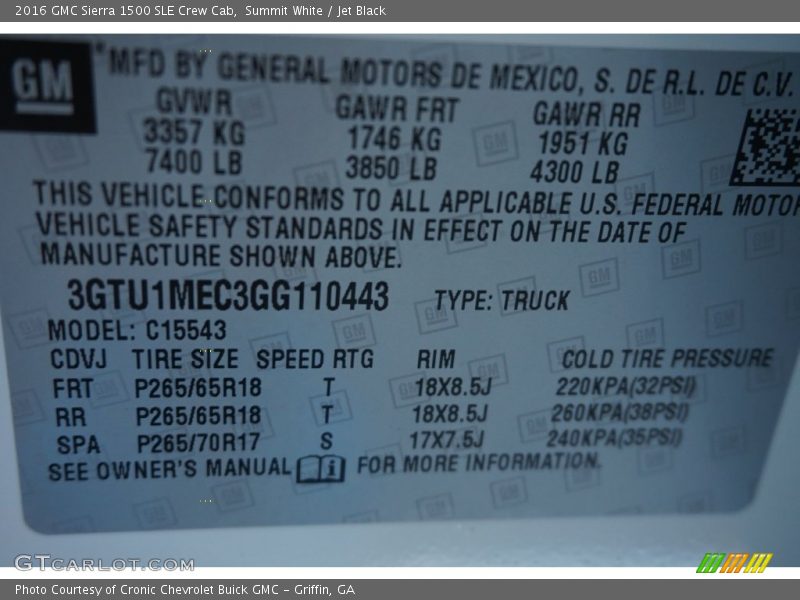 2016 GMC Sierra 1500 SLE Crew Cab, Summit White / Jet Black
GM
*MFD BY GENERAL MOTORS DE MEXICO, S. DE R.L. DE C.V.
GVWR GAWR FRT GAWR RR
3357 KG 1746 KG 1951 KG
7400 LB 3850 LB 4300 LB
THIS VEHICLE CONFORMS TO ALL APPLICABLE U.S. FEDERAL MOTOR
VEHICLE SAFETY STANDARDS IN EFFECT ON THE DATE OF
MANUFACTURE SHOWN ABOVE.
3GTU1MEC3GG110443 TYPE: TRUCK
MODEL: C15543
CDVJ TIRE SIZE SPEED RTG RIM COLD TIRE PRESSURE
FRT P265/65R18 T 18X8.5J 220KPA(32PSI)
RR P265/65R18 T 18X8.5J 260KPA(38PSI)
SPA P265/70R17 S 17X7.5J 240KPA(35PSI)
SEE OWNER'S MANUAL i FOR MORE INFORMATION.
GTCARLOT.COM
Photo Courtesy of Cronic Chevrolet Buick GMC – Griffin, GA